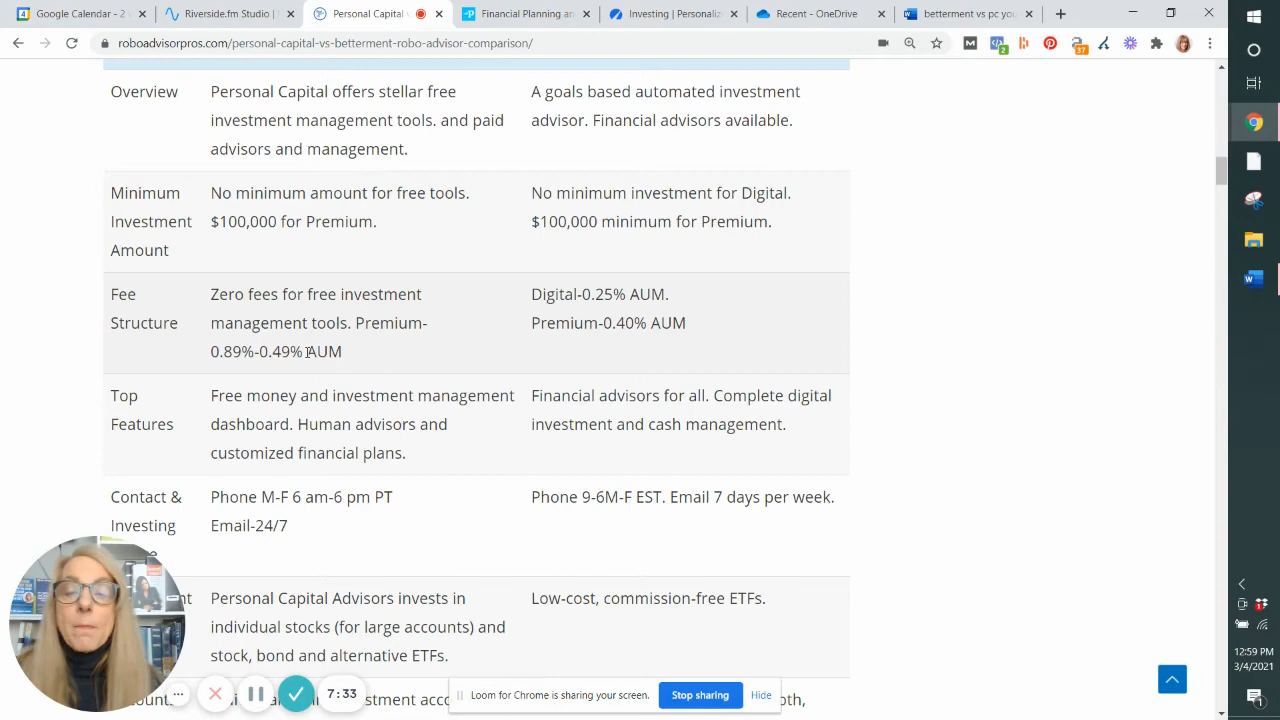 Google Calendar - 2
Riverside.fm Studio |
Personal Capital
Financial Planning an
Investing | Personaliz
Recent - OneDrive
betterment vs pc you
roboadvisorpros.com/personal-capital-vs-betterment-robo-advisor-comparison/
2
37
Overview
Personal Capital offers stellar free
investment management tools. and paid
advisors and management.
A goals based automated investment
advisor. Financial advisors available.
Minimum
Investment
Amount
No minimum amount for free tools.
$100,000 for Premium.
No minimum investment for Digital.
$100,000 minimum for Premium.
Fee
Structure
Zero fees for free investment
management tools. Premium-
0.89%-0.49% AUM
Digital-0.25% AUM.
Premium-0.40% AUM
Top
Features
Free money and investment management
dashboard. Human advisors and
customized financial plans.
Financial advisors for all. Complete digital
investment and cash management.
Contact &
Investing
Phone M-F 6 am-6 pm PT
Email-24/7
Phone 9-6M-F EST. Email 7 days per week.
Personal Capital Advisors invests in
individual stocks (for large accounts) and
stock, bond and alternative ETFs.
Low-cost, commission-free ETFs.
7:33
Loom for Chrome is sharing your screen.
Stop sharing
Hide
12:59 PM
3/4/2021
1